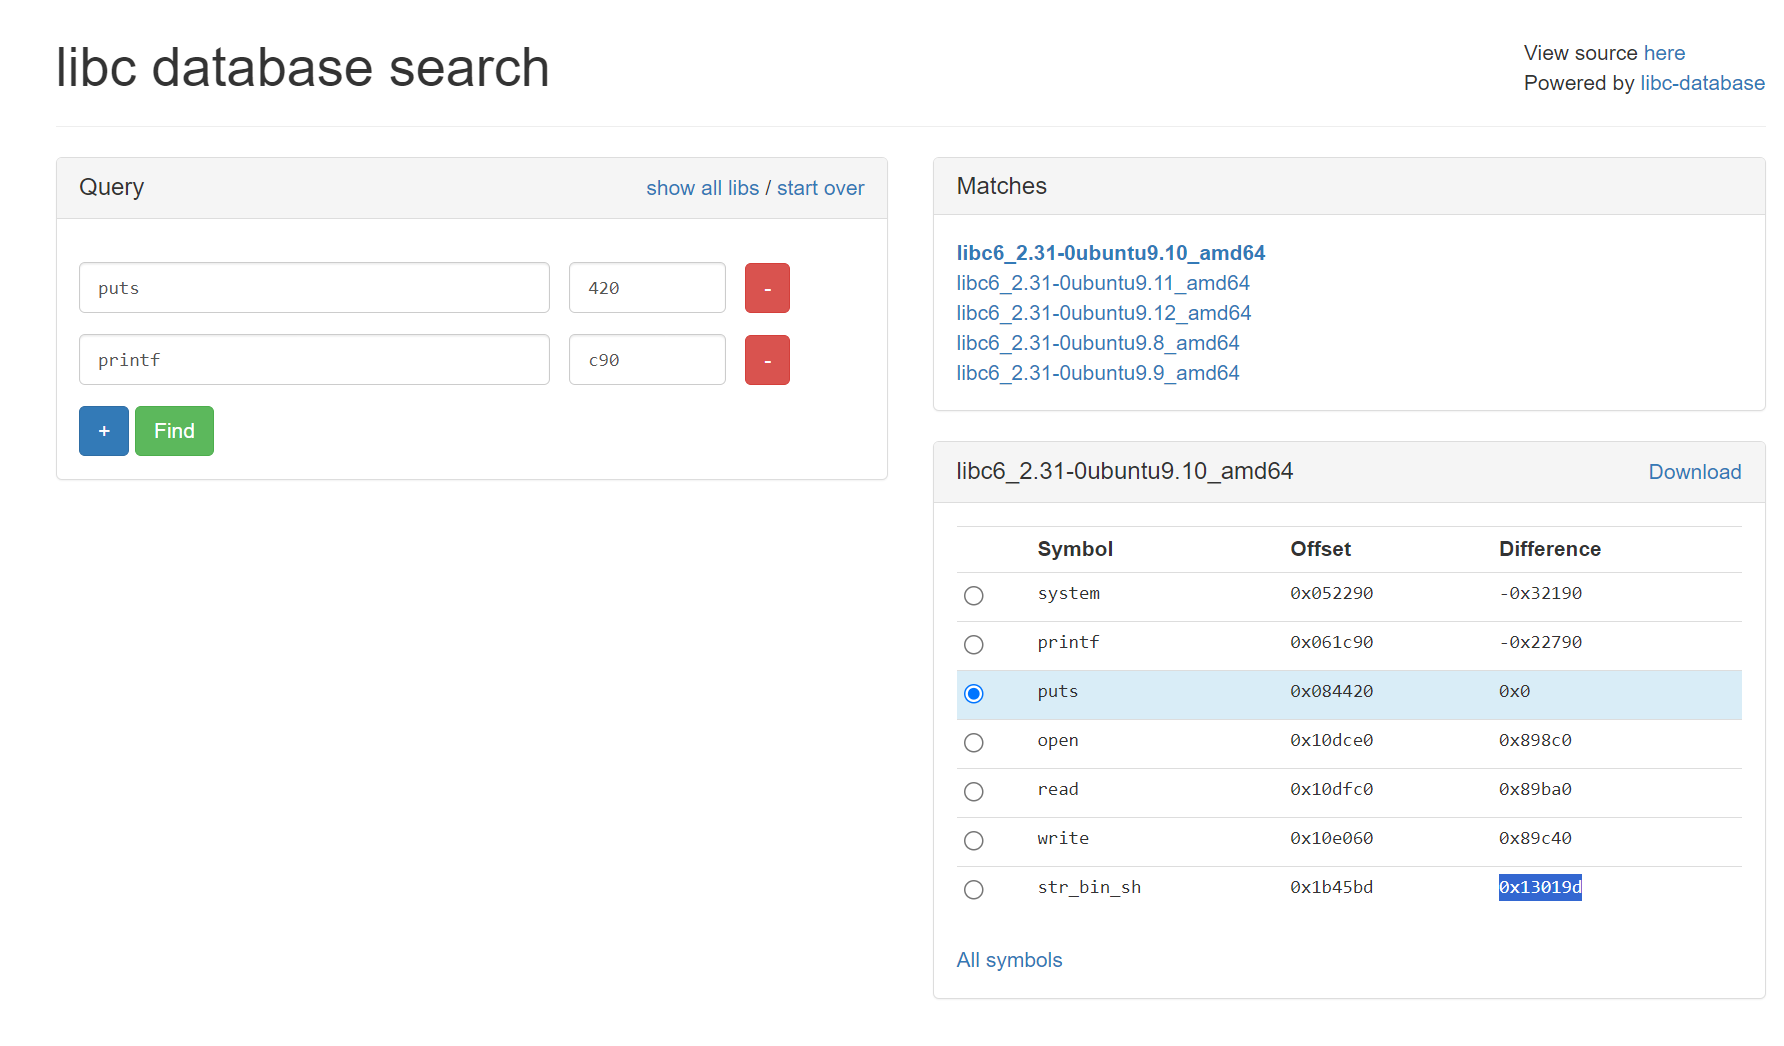 libc database search
View source here
Powered by libc-database
Query
show all libs / start over
puts
420
-
printf
c90
-
+
Find
Matches
libc6_2.31-0ubuntu9.10_amd64
libc6_2.31-0ubuntu9.11_amd64
libc6_2.31-0ubuntu9.12_amd64
libc6_2.31-0ubuntu9.8_amd64
libc6_2.31-0ubuntu9.9_amd64
libc6_2.31-0ubuntu9.10_amd64
Download
Symbol Offset Difference
system 0x052290 -0x32190
printf 0x061c90 -0x22790
puts 0x084420 0x0
open 0x10dce0 0x898c0
read 0x10dfc0 0x89ba0
write 0x10e060 0x89c40
str_bin_sh 0x1b45bd 0x13019d
All symbols